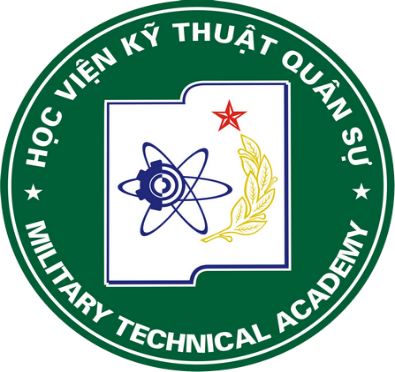 HỌC VIỆN KỸ THUẬT QUÂN SỰ
MILITARY TECHNICAL ACADEMY